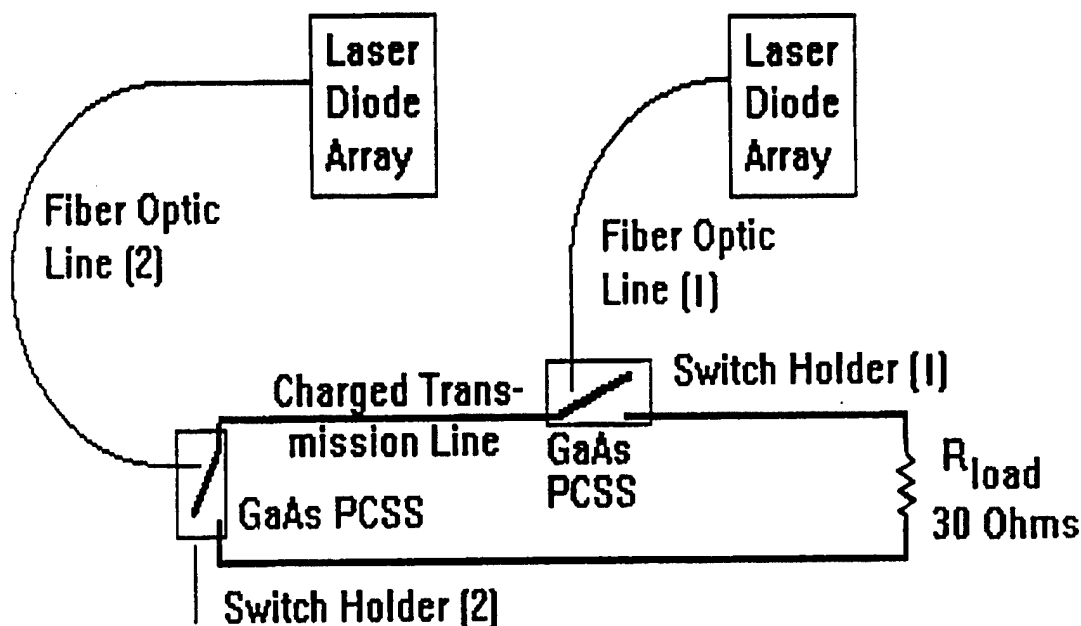 Laser
Diode
Array
Laser
Diode
Array
Fiber Optic
Line (2)
Fiber Optic
Line (1)
Switch Holder (1)
Charged Trans-
mission Line
GaAs
PCSS
GaAs PCSS
Rload
30 Ohms
Switch Holder (2)